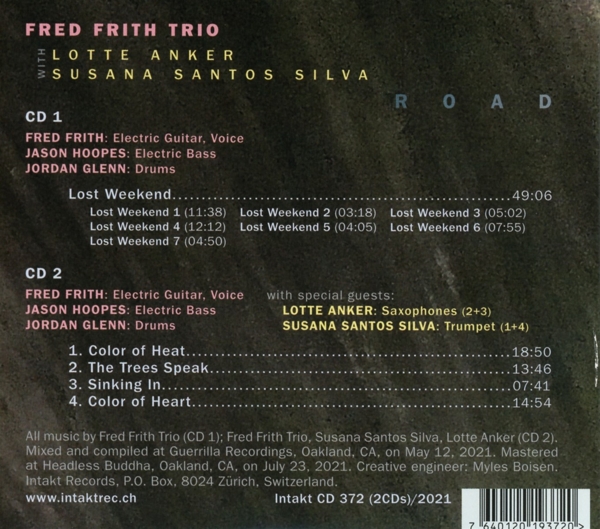 FRED FRITH TRIO
WITH LOTTE ANKER
SUSANA SANTOS SILVA
ROAD
CD 1
FRED FRITH: Electric Guitar, Voice
JASON HOOPES: Electric Bass
JORDAN GLENN: Drums
Lost Weekend 49:06
Lost Weekend 1 (11:38) Lost Weekend 2 (03:18) Lost Weekend 3 (05:02)
Lost Weekend 4 (12:12) Lost Weekend 5 (04:05) Lost Weekend 6 (07:55)
Lost Weekend 7 (04:50)
CD 2
FRED FRITH: Electric Guitar, Voice with special guests:
JASON HOOPES: Electric Bass LOTTE ANKER: Saxophones (2+3)
JORDAN GLENN: Drums SUSANA SANTOS SILVA: Trumpet (1+4)
1. Color of Heat 18:50
2. The Trees Speak 13:46
3. Sinking In 07:41
4. Color of Heart 14:54
All music by Fred Frith Trio (CD 1); Fred Frith Trio, Susana Santos Silva, Lotte Anker (CD 2).
Mixed and compiled at Guerrilla Recordings, Oakland, CA, on May 12, 2021. Mastered
at Headless Buddha, Oakland, CA, on July 23, 2021. Creative engineer: Myles Boisen.
Intakt Records, P.O. Box, 8024 Zürich, Switzerland.
www.intaktrec.ch Intakt CD 372 (2CDs)/2021
7 640120 193720 >